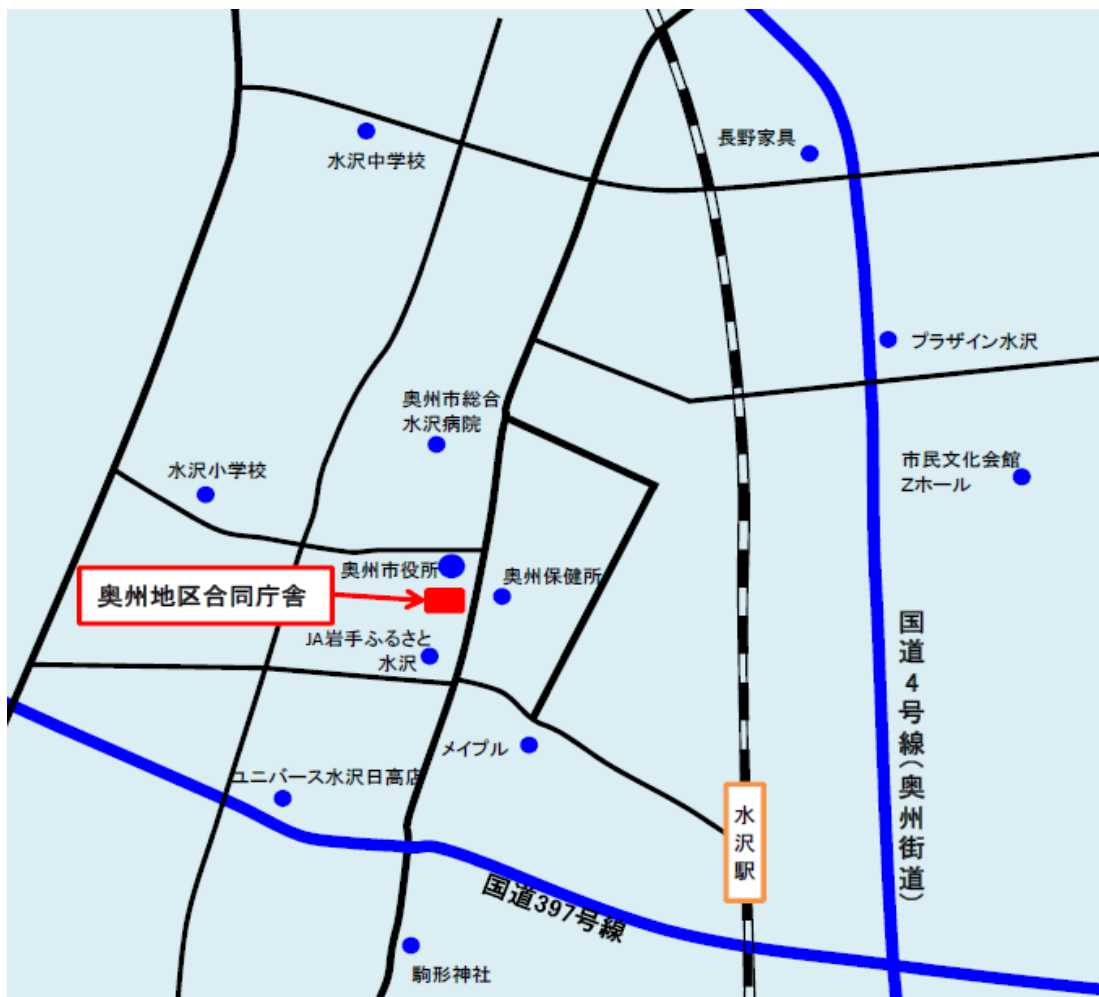 長野家具
水沢中学校
プラザイン水沢
奥州市総合
水沢病院
市民文化会館
Zホール
水沢小学校
奥州市役所
奥州保健所
奥州地区合同庁舎
JA岩手ふるさと
水沢
国道4号線(奥州街道)
メイプル
ユニバース水沢日高店
水沢駅
国道397号線
駒形神社